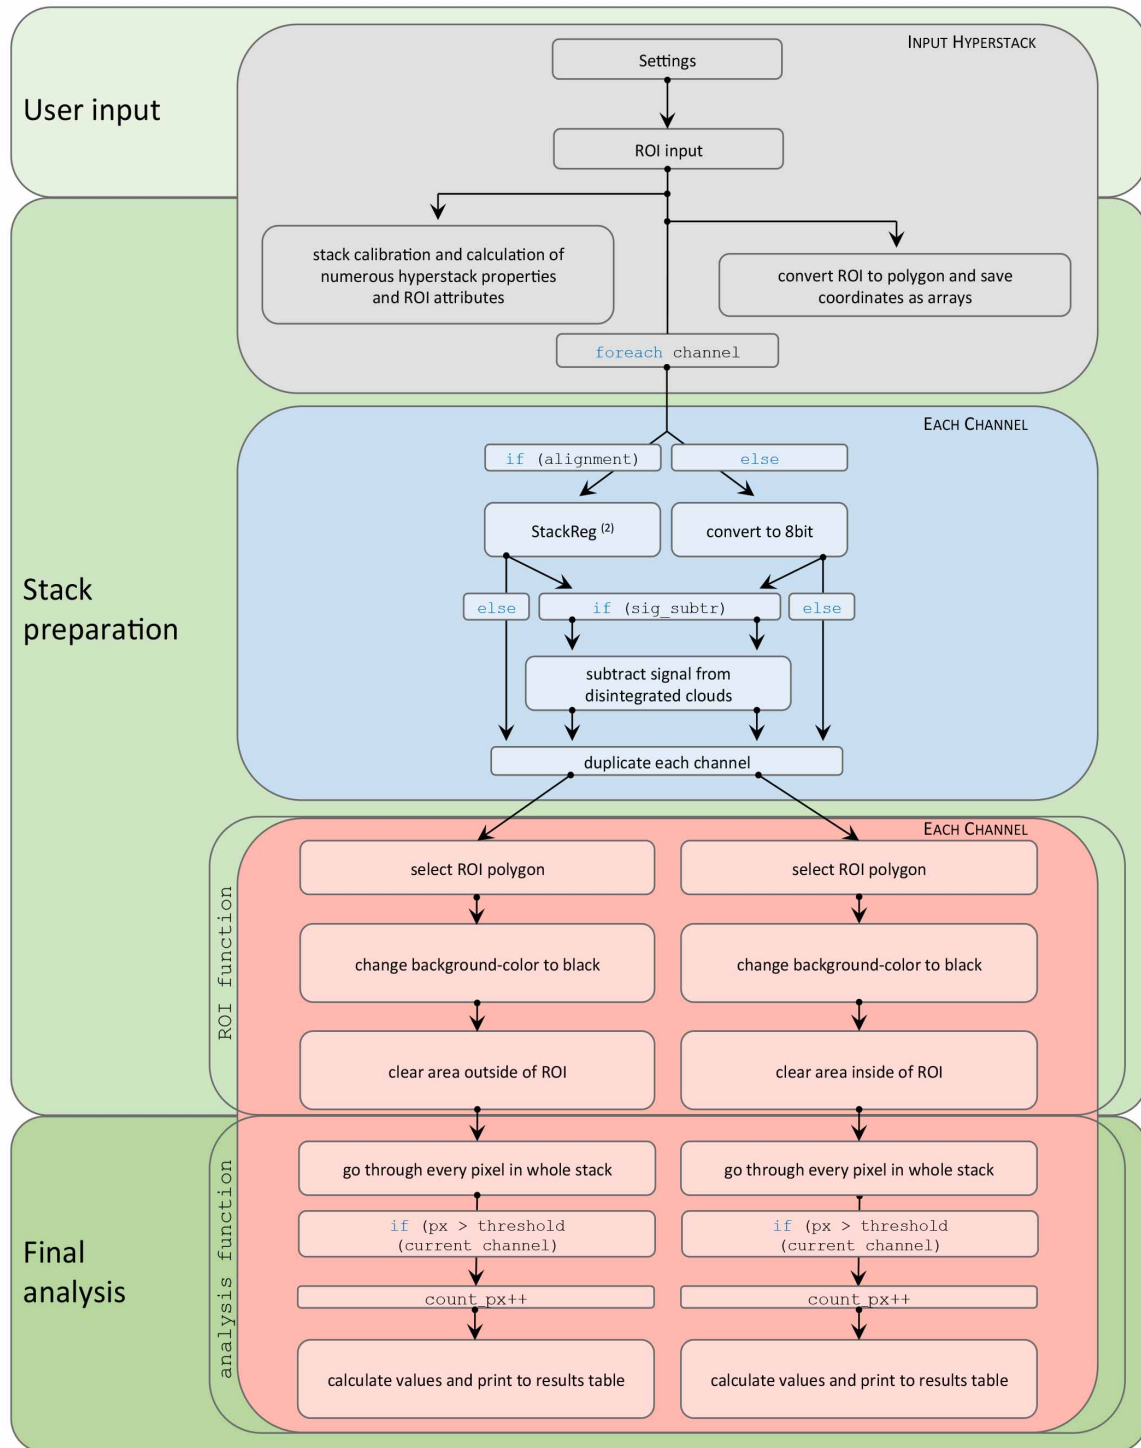 INPUT HYPERSTACK
User input
Settings
ROI input
stack calibration and calculation of
numerous hyperstack properties
and ROI attributes
convert ROI to polygon and save
coordinates as arrays
foreach channel
Stack
preparation
EACH CHANNEL
if (alignment)
else
StackReg (2)
convert to 8bit
else
if (sig_subtr)
else
subtract signal from
disintegrated clouds
duplicate each channel
EACH CHANNEL
ROI function
select ROI polygon
select ROI polygon
change background-color to black
change background-color to black
clear area outside of ROI
clear area inside of ROI
Final
analysis
analysis function
go through every pixel in whole stack
go through every pixel in whole stack
if (px > threshold
(current channel)
if (px > threshold
(current channel)
count_px++
count_px++
calculate values and print to results table
calculate values and print to results table